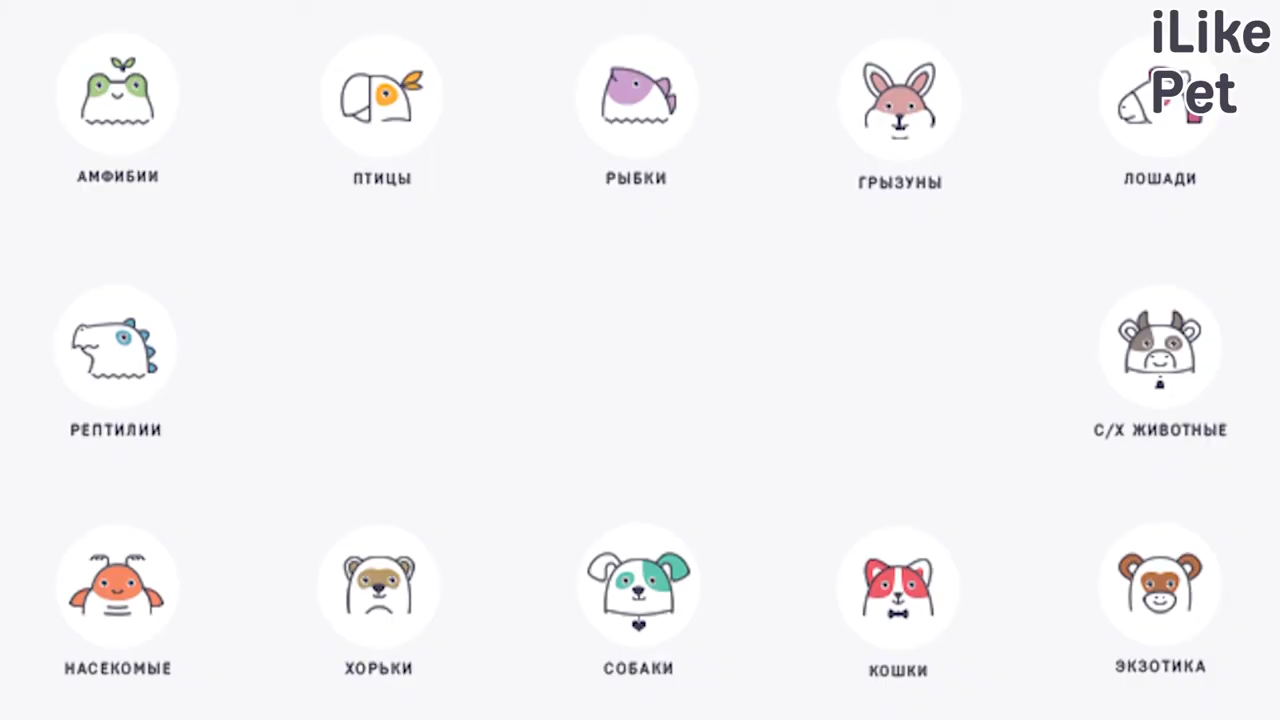 iLike
Pet
АМФИБИИ
ПТИЦЫ
РЫБКИ
ГРЫЗУНЫ
ЛОШАДИ
РЕПТИЛИИ
С/Х ЖИВОТНЫЕ
НАСЕКОМЫЕ
ХОРЬКИ
СОБАКИ
КОШКИ
ЭКЗОТИКА